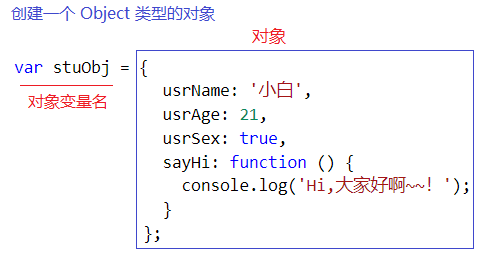 创建一个 Object 类型的对象
对象
var stuObj = {
对象变量名
usrName: '小白',
usrAge: 21,
usrSex: true,
sayHi: function () {
console.log('Hi,大家好啊~~! ');
}
};